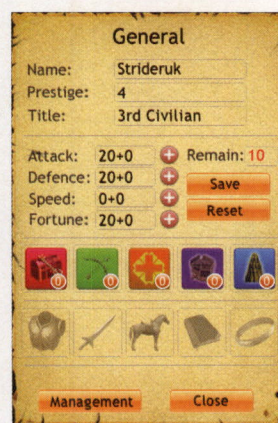 General
Name: Strideruk
Prestige: 4
Title: 3rd Civilian
Attack: 20+0 Remain: 10
Defence: 20+0 Save
Speed: 0+0
Fortune: 20+0 Reset
0 0 0 0 0
Management Close